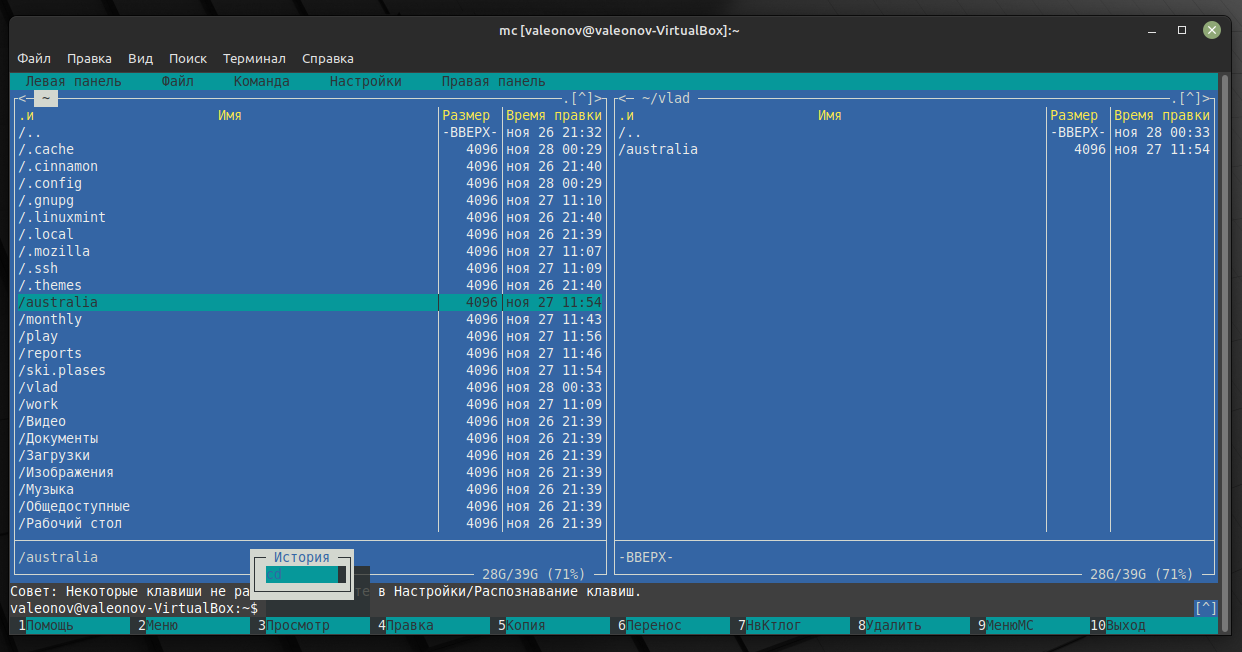 mc [valeonov@valeonov-VirtualBox]:~
Файл Правка Вид Поиск Терминал Справка
Левая панель Файл Команда Настройки Правая панель
<─ ~ .[^]> <─ ~/vlad .[^]>
.и Имя Размер Время правки .и Имя Размер Время правки
/.. -ВВЕРХ- ноя 26 21:32 /.. -ВВЕРХ- ноя 28 00:33
/.cache 4096 ноя 28 00:29 /australia 4096 ноя 27 11:54
/.cinnamon 4096 ноя 26 21:40
/.config 4096 ноя 28 00:29
/.gnupg 4096 ноя 27 11:10
/.linuxmint 4096 ноя 26 21:40
/.local 4096 ноя 26 21:39
/.mozilla 4096 ноя 27 11:07
/.ssh 4096 ноя 27 11:09
/.themes 4096 ноя 26 21:40
/australia 4096 ноя 27 11:54
/monthly 4096 ноя 27 11:43
/play 4096 ноя 27 11:56
/reports 4096 ноя 27 11:46
/ski.plases 4096 ноя 27 11:54
/vlad 4096 ноя 28 00:33
/work 4096 ноя 27 11:09
/Видео 4096 ноя 26 21:39
/Документы 4096 ноя 26 21:39
/Загрузки 4096 ноя 26 21:39
/Изображения 4096 ноя 26 21:39
/Музыка 4096 ноя 26 21:39
/Общедоступные 4096 ноя 26 21:39
/Рабочий стол 4096 ноя 26 21:39
/australia -ВВЕРХ-
История
cd
28G/39G (71%) 28G/39G (71%)
Совет: Некоторые клавиши не ра те в Настройки/Распознавание клавиш.
valeonov@valeonov-VirtualBox:~$ [^]
1Помощь 2Меню 3Просмотр 4Правка 5Копия 6Перенос 7НвКтлог 8Удалить 9МенюМС 10Выход